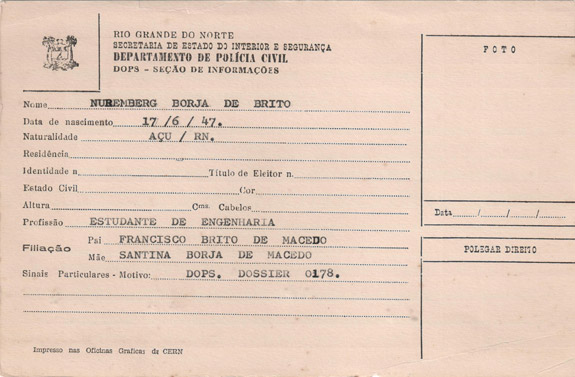 RIO GRANDE DO NORTE
SECRETARIA DE ESTADO DO INTERIOR E SEGURANÇA
DEPARTAMENTO DE POLÍCIA CIVIL
DOPS - SEÇÃO DE INFORMAÇÕES
Nome NUREMBERG BORJA DE BRITO
Data de nascimento 17 /6 / 47.
Naturalidade AÇU / RN.
Residência
Identidade n. Título de Eleitor n.
Estado Civil Cor
Altura Cms. Cabelos
Profissão ESTUDANTE DE ENGENHARIA
Filiação
Pai FRANCISCO BRITO DE MACEDO
Mãe SANTINA BORJA DE MACEDO
Sinais Particulares - Motivo: DOPS. DOSSIER 0178.
Impresso nas Oficinas Graficas da CERN
FOTO
Data / / /
POLEGAR DIREITO